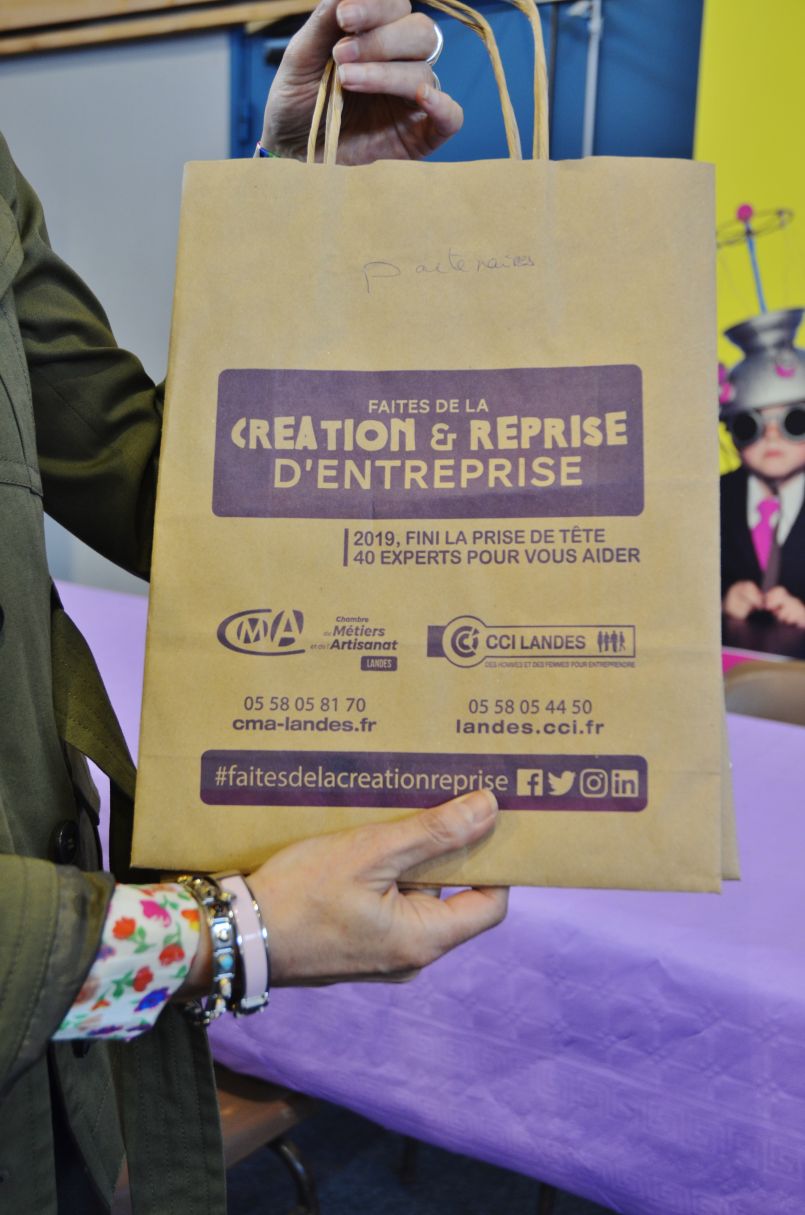 partenaires
FAITES DE LA
CREATION & REPRISE
D'ENTREPRISE
2019, FINI LA PRISE DE TÊTE
40 EXPERTS POUR VOUS AIDER
CMA
Chambre
de Métiers
et de l'Artisanat
LANDES
CCI LANDES
DES HOMMES ET DES FEMMES POUR ENTREPRENDRE
05 58 05 81 70
cma-landes.fr
05 58 05 44 50
landes.cci.fr
#faitesdelacreationreprise